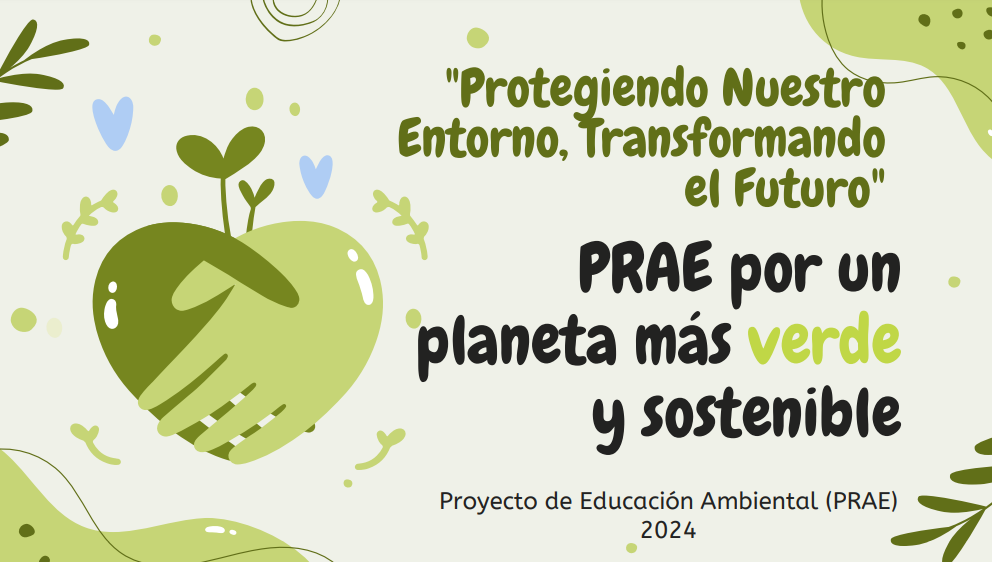 "Protegiendo Nuestro
Entorno, Transformando
el Futuro"
PRAE por un
planeta más verde
y sostenible
Proyecto de Educación Ambiental (PRAE)
2024